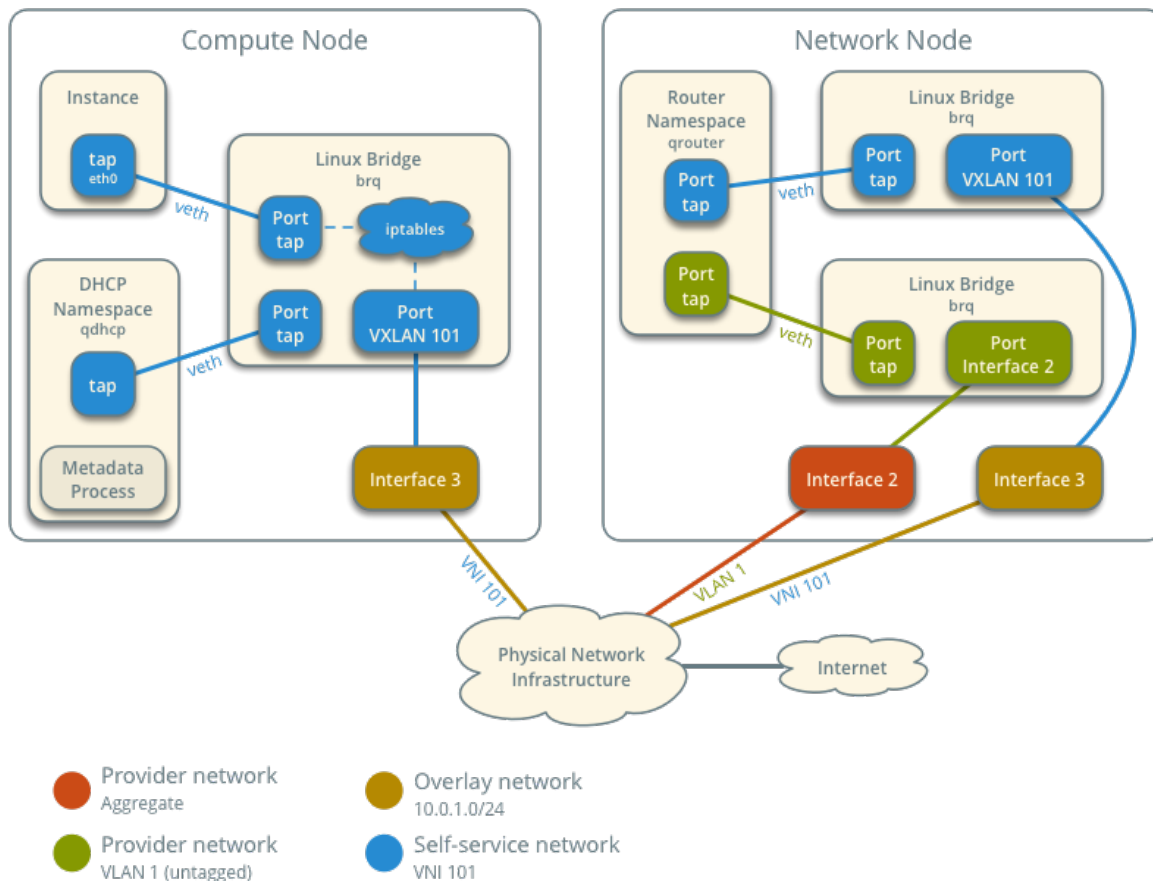 Compute Node
Instance
tap
eth0
veth
Linux Bridge
brq
Port
tap
iptables
DHCP
Namespace
qdhcp
tap
veth
Port
tap
Port
VXLAN 101
Metadata
Process
Interface 3
VNI 101
Network Node
Router
Namespace
qrouter
Port
tap
veth
Linux Bridge
brq
Port
tap
Port
VXLAN 101
Port
tap
veth
Linux Bridge
brq
Port
tap
Port
Interface 2
Interface 2
Interface 3
VLAN 1
VNI 101
Physical Network
Infrastructure
Internet
Provider network
Aggregate
Overlay network
10.0.1.0/24
Provider network
VLAN 1 (untagged)
Self-service network
VNI 101